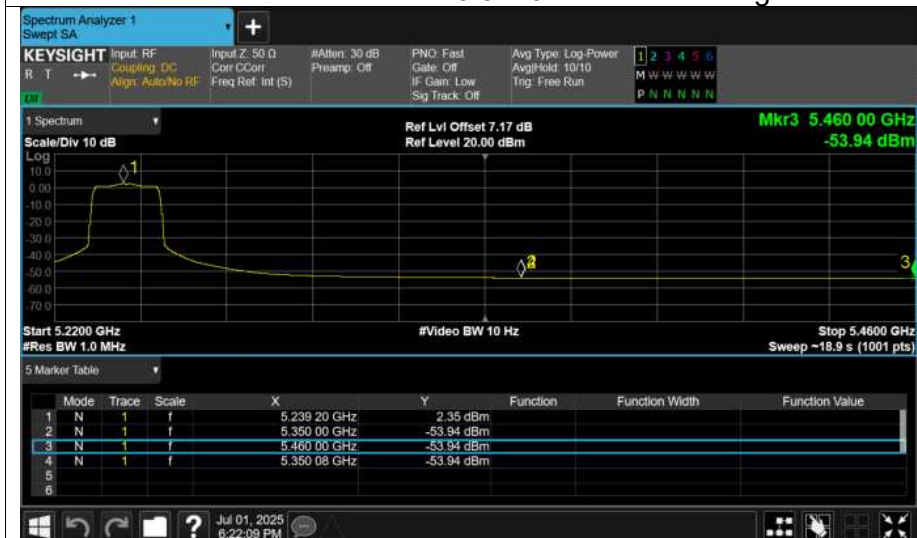 Spectrum Analyzer 1
Swept SA
+
KEYSIGHT Input: RF Input Z: 50 Ω #Atten: 30 dB PNO: Fast Avg Type: Log-Power 1 2 3 4 5 6
R T Coupling: DC Corr CCorr Preamp: Off Gate: Off Avg|Hold: 10/10 M W W W W W
Align: Auto/No RF Freq Ref: Int (S) IF Gain: Low Trig: Free Run P N N N N N
Sig Track: Off
1 Spectrum Ref Lvl Offset 7.17 dB Mkr3 5.460 00 GHz
Scale/Div 10 dB Ref Level 20.00 dBm -53.94 dBm
Log
10.0
1
0.00
-10.0
-20.0
-30.0
-40.0
2 3
-50.0
-60.0
-70.0
Start 5.2200 GHz #Video BW 10 Hz Stop 5.4600 GHz
#Res BW 1.0 MHz Sweep ~18.9 s (1001 pts)
5 Marker Table
Mode Trace Scale X Y Function Function Width Function Value
1 N 1 f 5.239 20 GHz 2.35 dBm
2 N 1 f 5.350 00 GHz -53.94 dBm
3 N 1 f 5.460 00 GHz -53.94 dBm
4 N 1 f 5.350 08 GHz -53.94 dBm
5
6
? Jul 01, 2025
6:22:09 PM